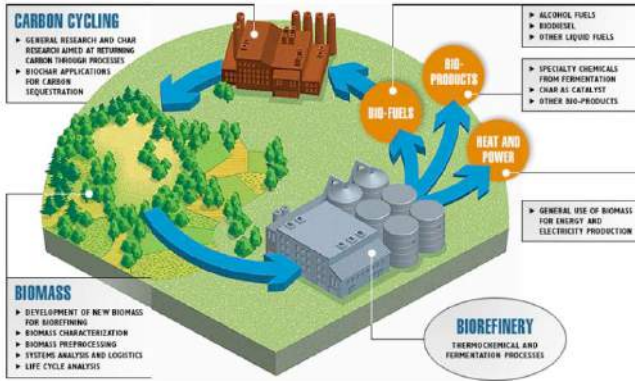 CARBON CYCLING
► GENERAL RESEARCH AND CHAR
RESEARCH AIMED AT RETURNING
CARBON THROUGH PROCESSES
► BIOCHAR APPLICATIONS
FOR CARBON
SEQUESTRATION
► ALCOHOL FUELS
► BIODIESEL
► OTHER LIQUID FUELS
BIO-
PRODUCTS
► SPECIALTY CHEMICALS
FROM FERMENTATION
► CHAR AS CATALYST
► OTHER BIO-PRODUCTS
BIO-FUELS
HEAT AND
POWER
► GENERAL USE OF BIOMASS
FOR ENERGY AND
ELECTRICITY PRODUCTION
BIOMASS
► DEVELOPMENT OF NEW BIOMASS
FOR BIOREFINING
► BIOMASS CHARACTERIZATION
► BIOMASS PREPROCESSING
► SYSTEMS ANALYSIS AND LOGISTICS
► LIFE CYCLE ANALYSIS
BIOREFINERY
THERMOCHEMICAL AND
FERMENTATION PROCESSES